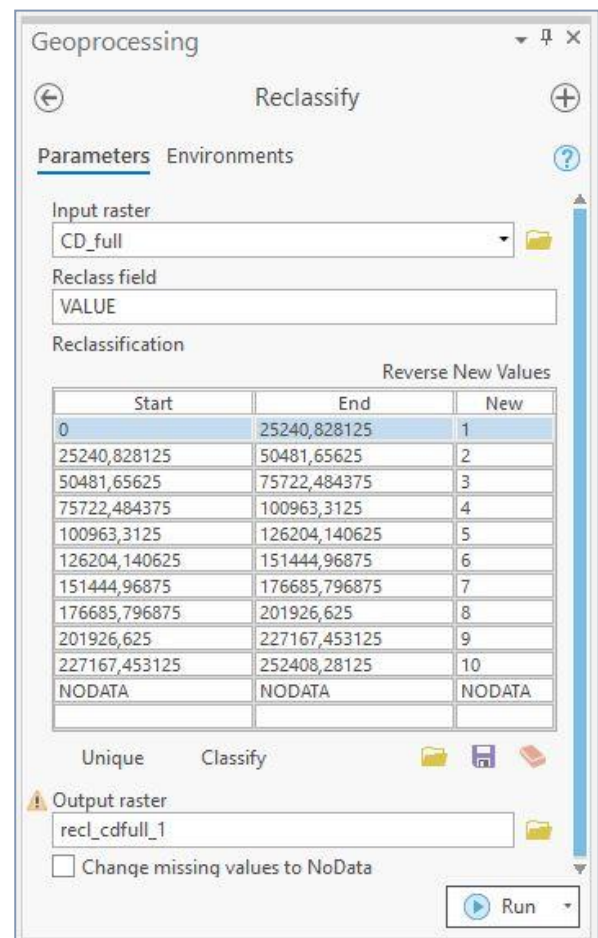 Geoprocessing
Reclassify
Parameters Environments
Input raster
CD_full
Reclass field
VALUE
Reclassification
Reverse New Values
Start End New
0 25240,828125 1
25240,828125 50481,65625 2
50481,65625 75722,484375 3
75722,484375 100963,3125 4
100963,3125 126204,140625 5
126204,140625 151444,96875 6
151444,96875 176685,796875 7
176685,796875 201926,625 8
201926,625 227167,453125 9
227167,453125 252408,28125 10
NODATA NODATA NODATA
Unique Classify
Output raster
recl_cdfull_1
Change missing values to NoData
Run